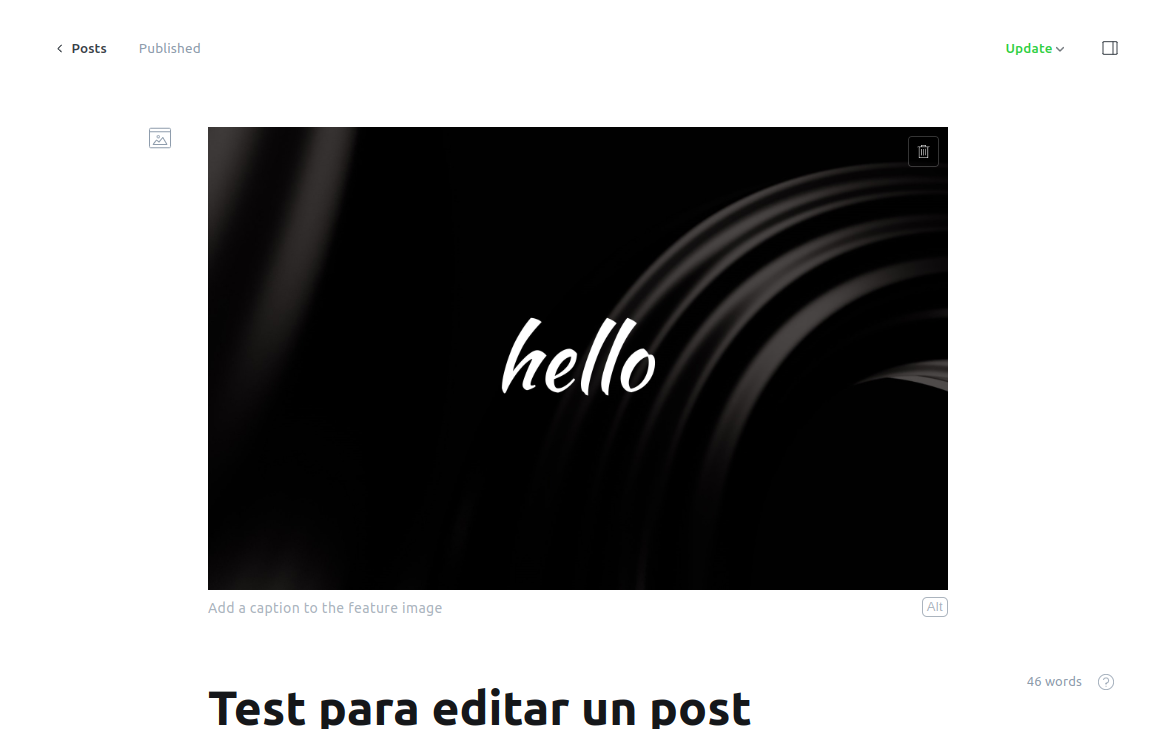 Posts
Published
Update
hello
Add a caption to the feature image
Alt
46 words
?
Test para editar un post